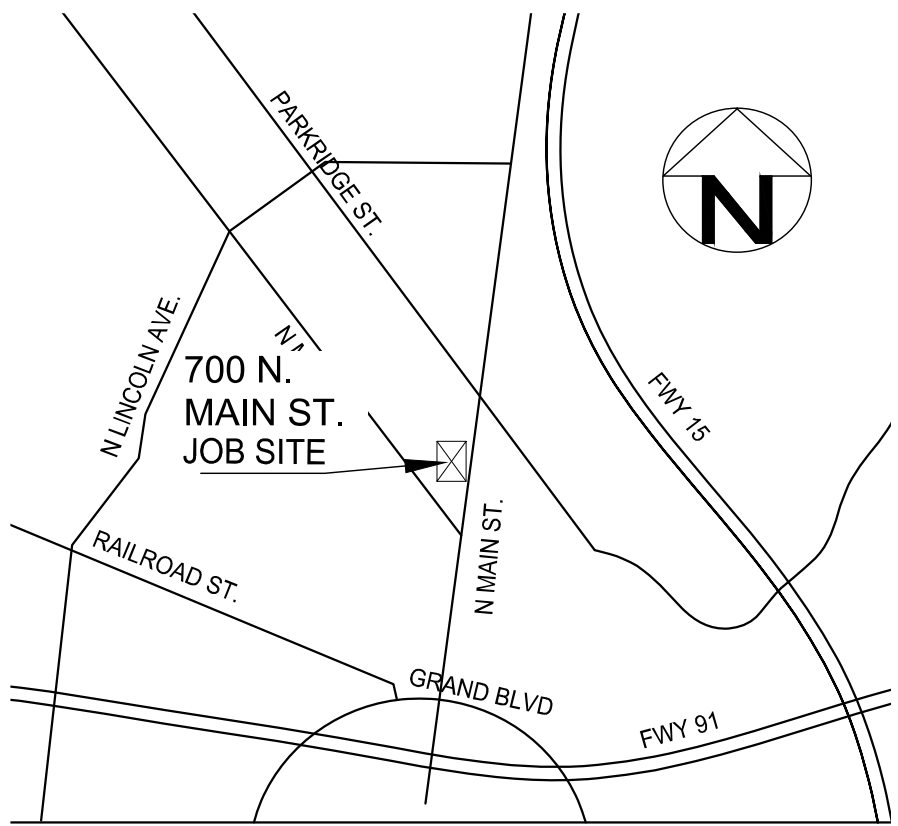 PARKRIDGE ST.
N
N LINCOLN AVE.
700 N.
MAIN ST.
JOB SITE
FWY 15
N MAIN ST.
RAILROAD ST.
GRAND BLVD
FWY 91